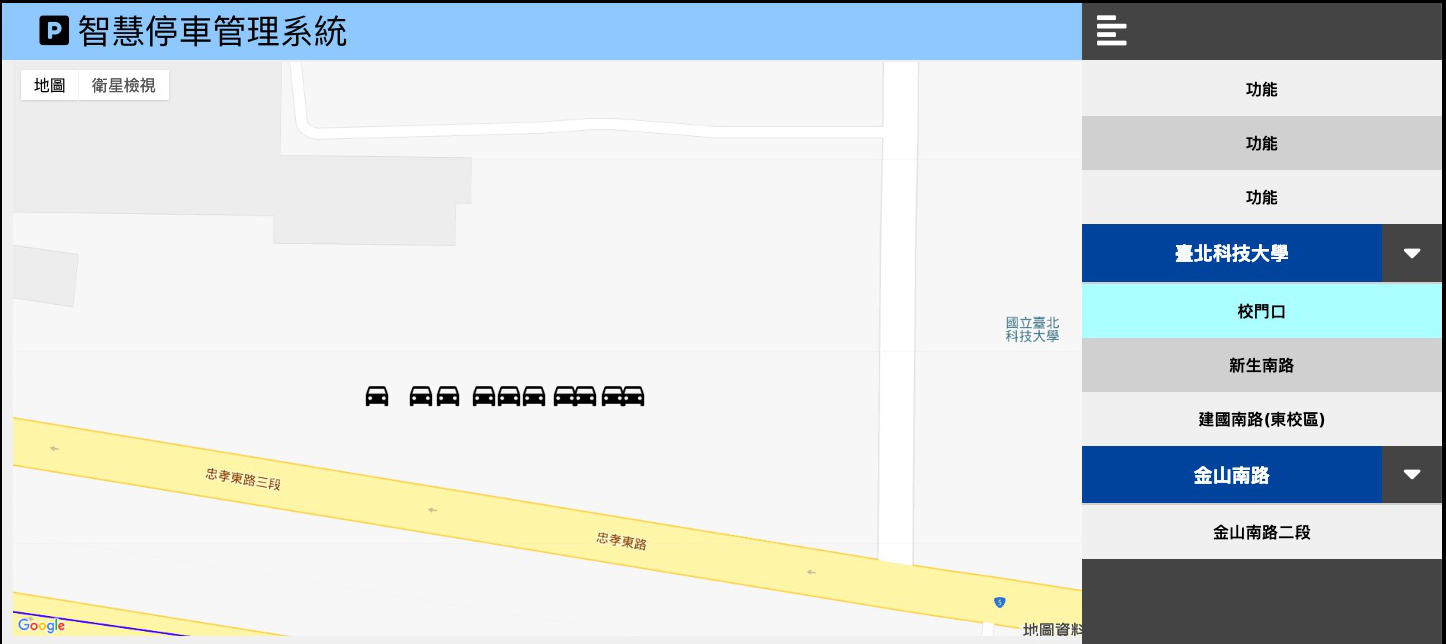 P 智慧停車管理系統
地圖 衛星檢視
國立臺北
科技大學
忠孝東路三段
忠孝東路
5
Google
地圖資料
功能
功能
功能
臺北科技大學
校門口
新生南路
建國南路(東校區)
金山南路
金山南路二段